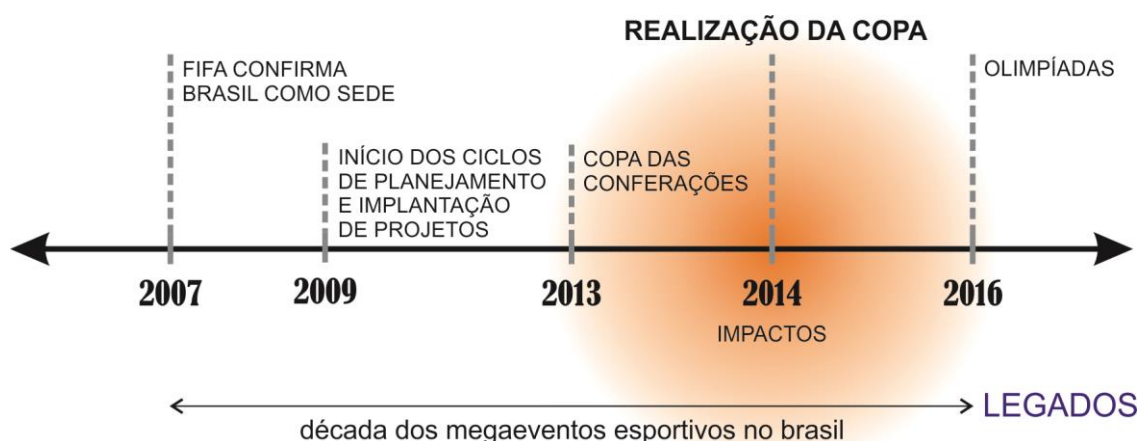 REALIZAÇÃO DA COPA
FIFA CONFIRMA
BRASIL COMO SEDE
OLIMPÍADAS
INÍCIO DOS CICLOS
DE PLANEJAMENTO
E IMPLANTAÇÃO
DE PROJETOS
COPA DAS
CONFERAÇÕES
2007
2009
2013
2014
2016
IMPACTOS
LEGADOS
década dos megaeventos esportivos no brasil